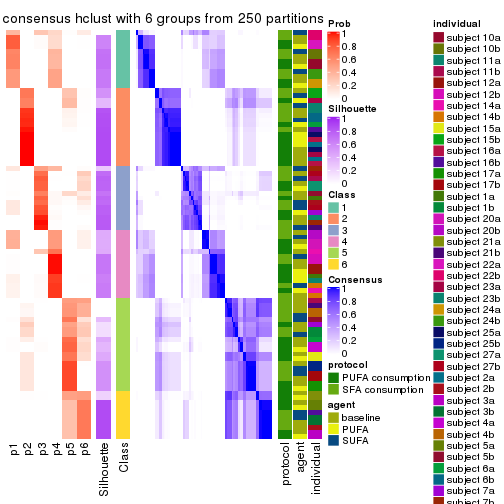 consensus hclust with 6 groups from 250 partitions
Prob
1
0.8
0.6
0.4
0.2
0
Silhouette
1
0.8
0.6
0.4
0.2
0
Class
1
2
3
4
5
6
Consensus
1
0.8
0.6
0.4
0.2
0
protocol
PUFA consumption
SFA consumption
agent
baseline
PUFA
SUFA
individual
subject 10a
subject 10b
subject 11a
subject 11b
subject 12a
subject 12b
subject 14a
subject 14b
subject 15a
subject 15b
subject 16a
subject 16b
subject 17a
subject 17b
subject 1a
subject 1b
subject 20a
subject 20b
subject 21a
subject 21b
subject 22a
subject 22b
subject 23a
subject 23b
subject 24a
subject 24b
subject 25a
subject 25b
subject 27a
subject 27b
subject 2a
subject 2b
subject 3a
subject 3b
subject 4a
subject 4b
subject 5a
subject 5b
subject 6a
subject 6b
subject 7a
subject 7b
p1
p2
p3
p4
p5
p6
Silhouette
Class
protocol
agent
individual